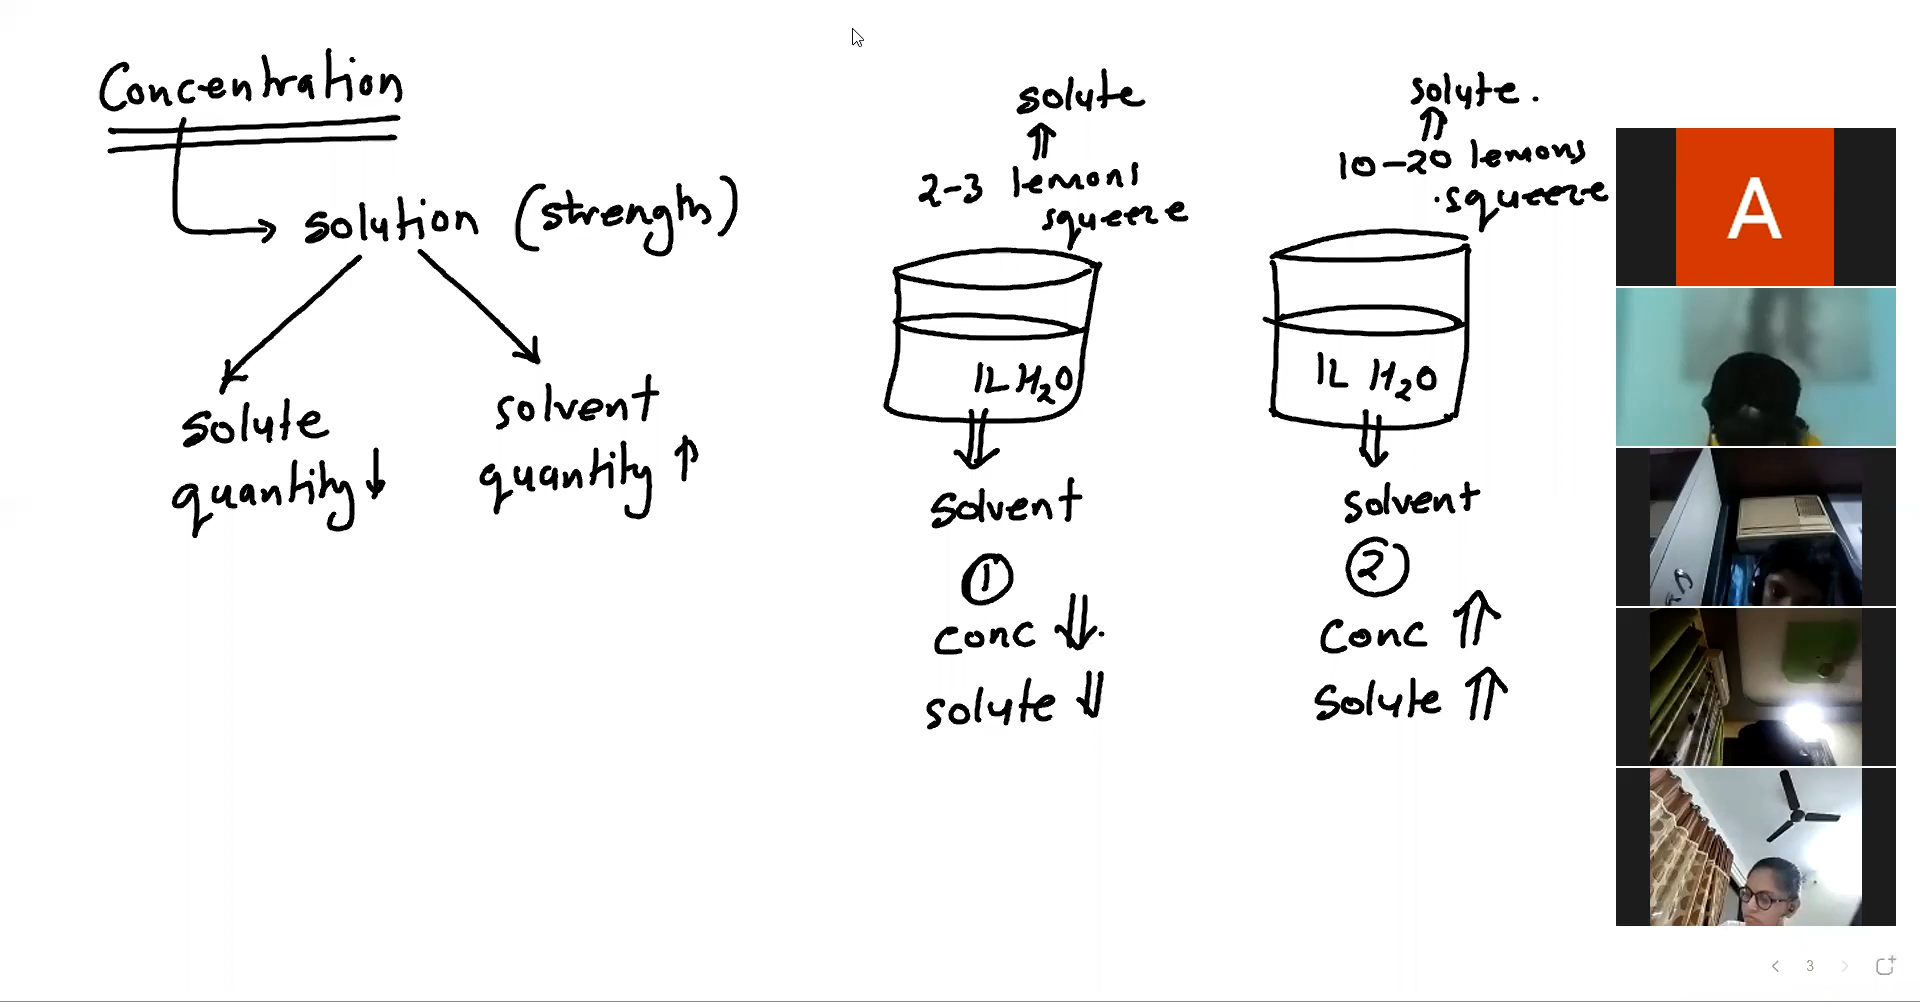 Concentration
solution (strength)
solute
quantity ↓
solvent
quantity ↑
solute
⇑
2-3 lemons
squeeze
1L H₂O
solvent
①
conc ⇓.
solute ⇓
solute.
⇑
10-20 lemons
.squeeze
1L H₂O
solvent
②
Conc ⇑
Solute ⇑
A
3